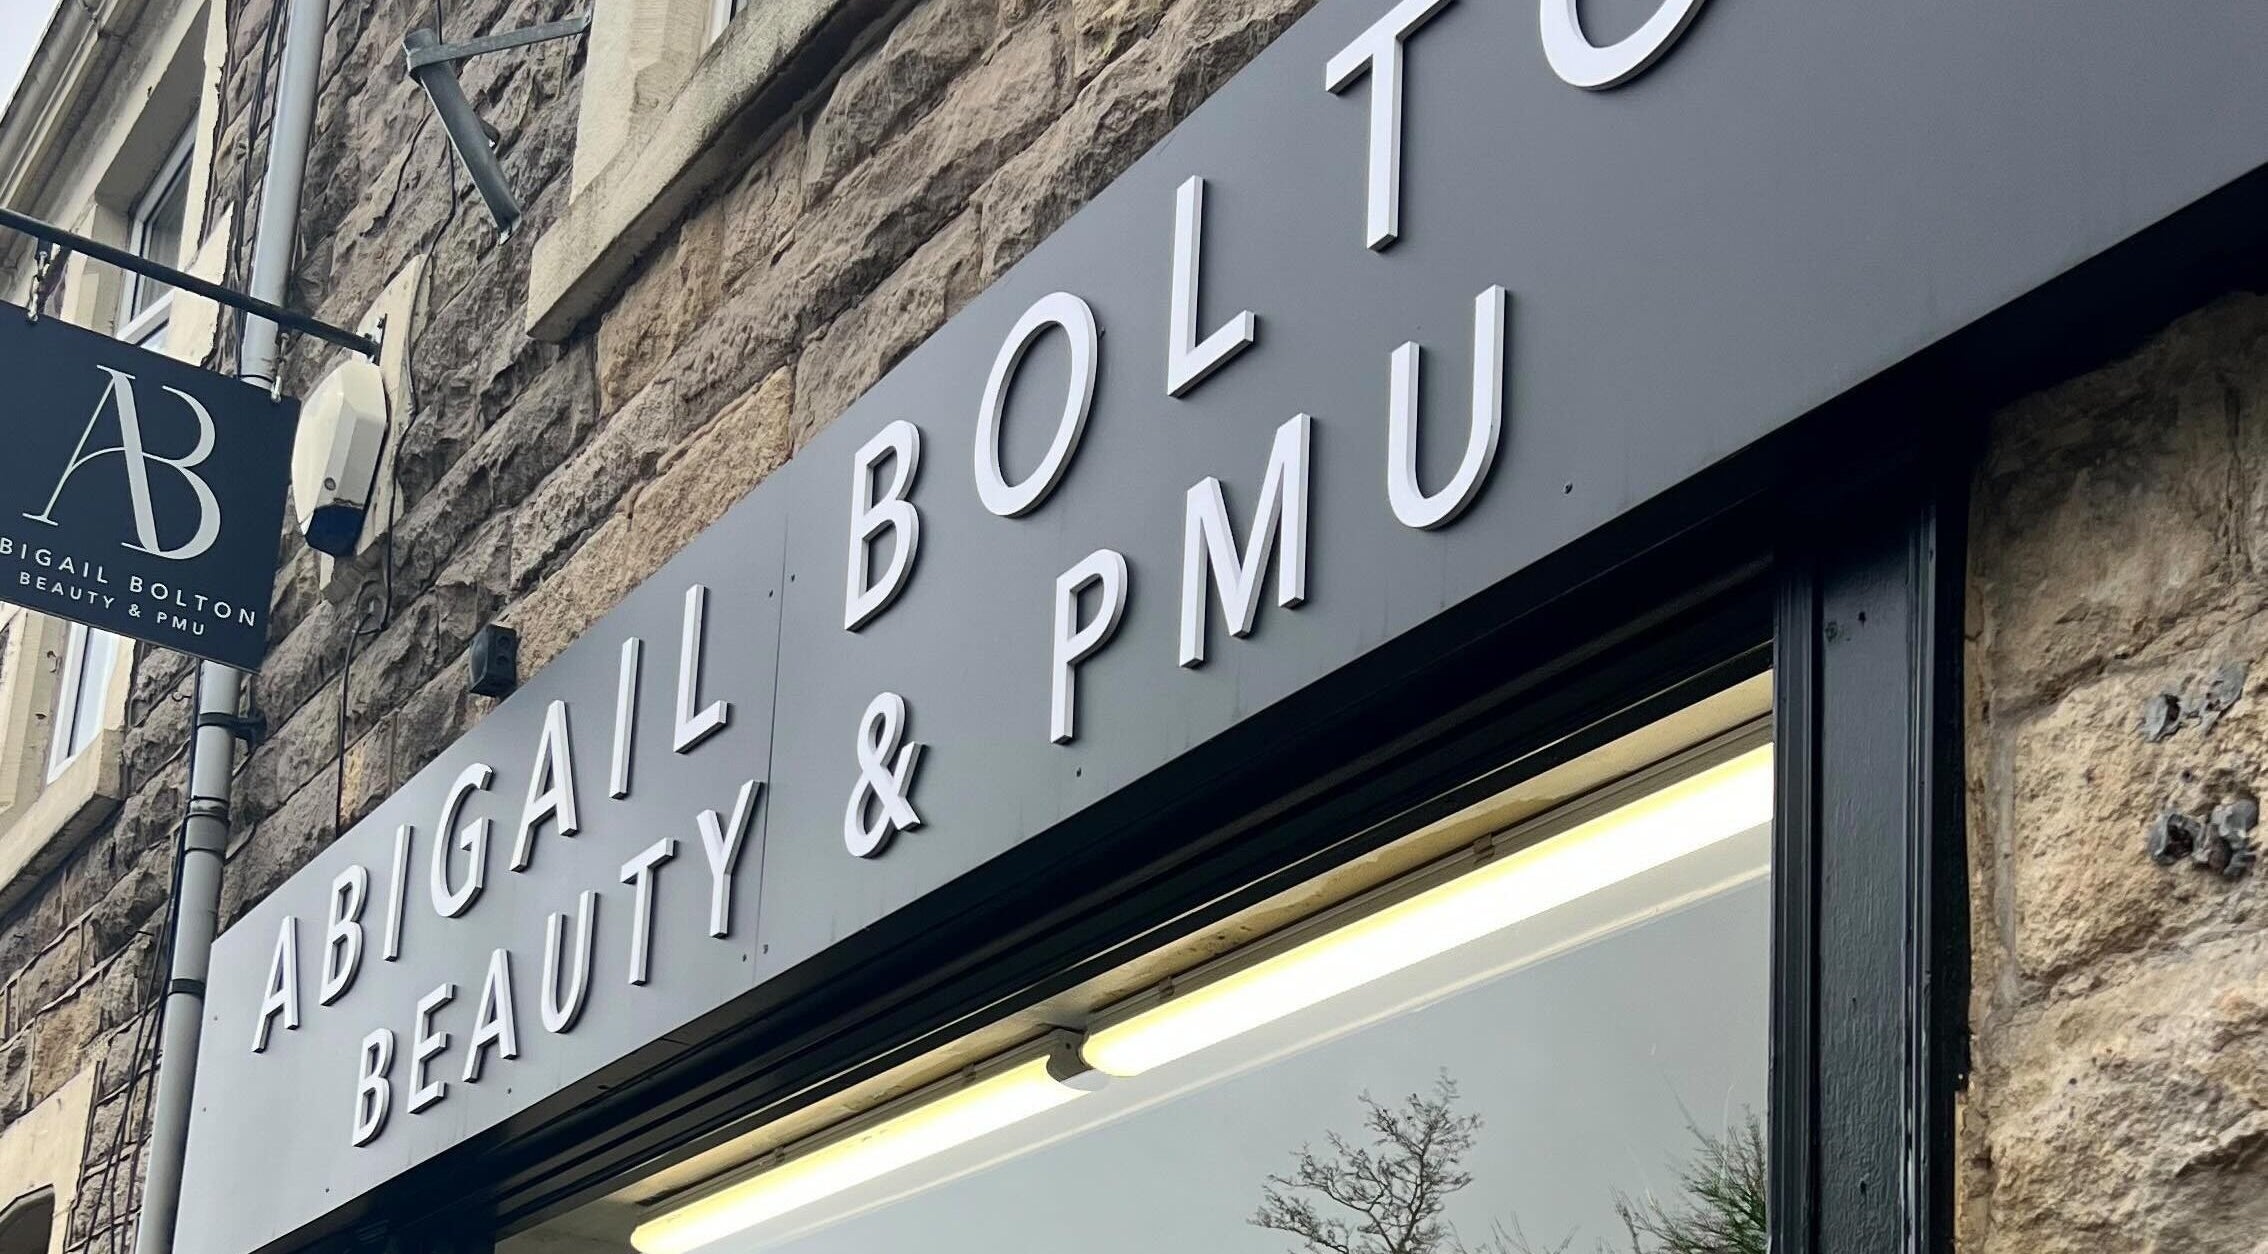 AB
BIGAIL BOLTON
BEAUTY & PMU
ABIGAIL BOLTO
BEAUTY & PMU